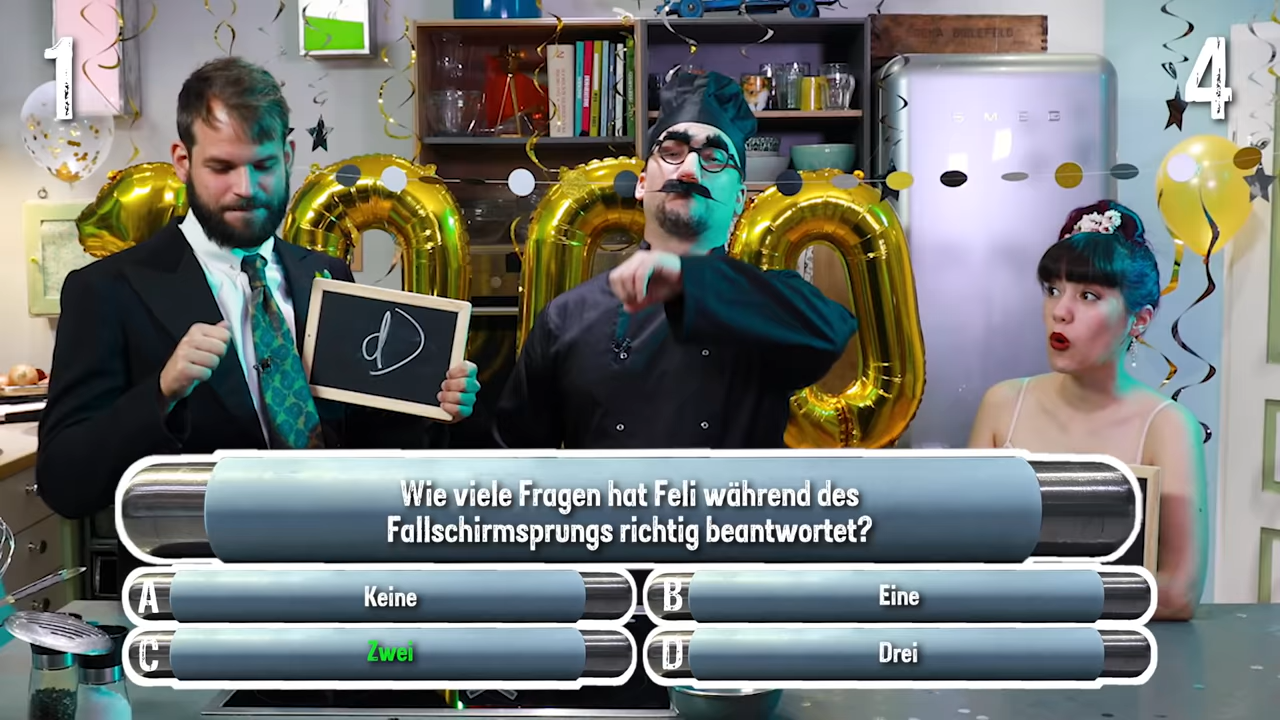 1
4
SMEG
d
Wie viele Fragen hat Feli während des
Fallschirmsprungs richtig beantwortet?
A Keine
B Eine
C Zwei
D Drei